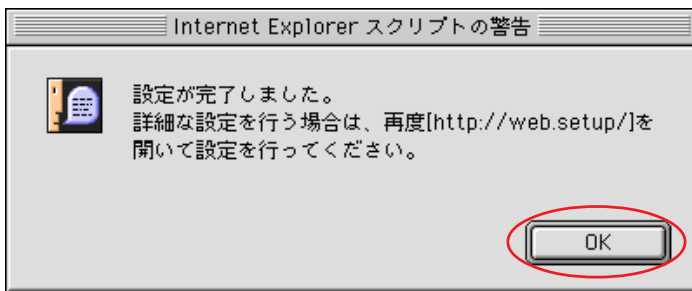 Internet Explorer スクリプトの警告
設定が完了しました。
詳細な設定を行う場合は、再度[http://web.setup/]を
開いて設定を行ってください。
OK